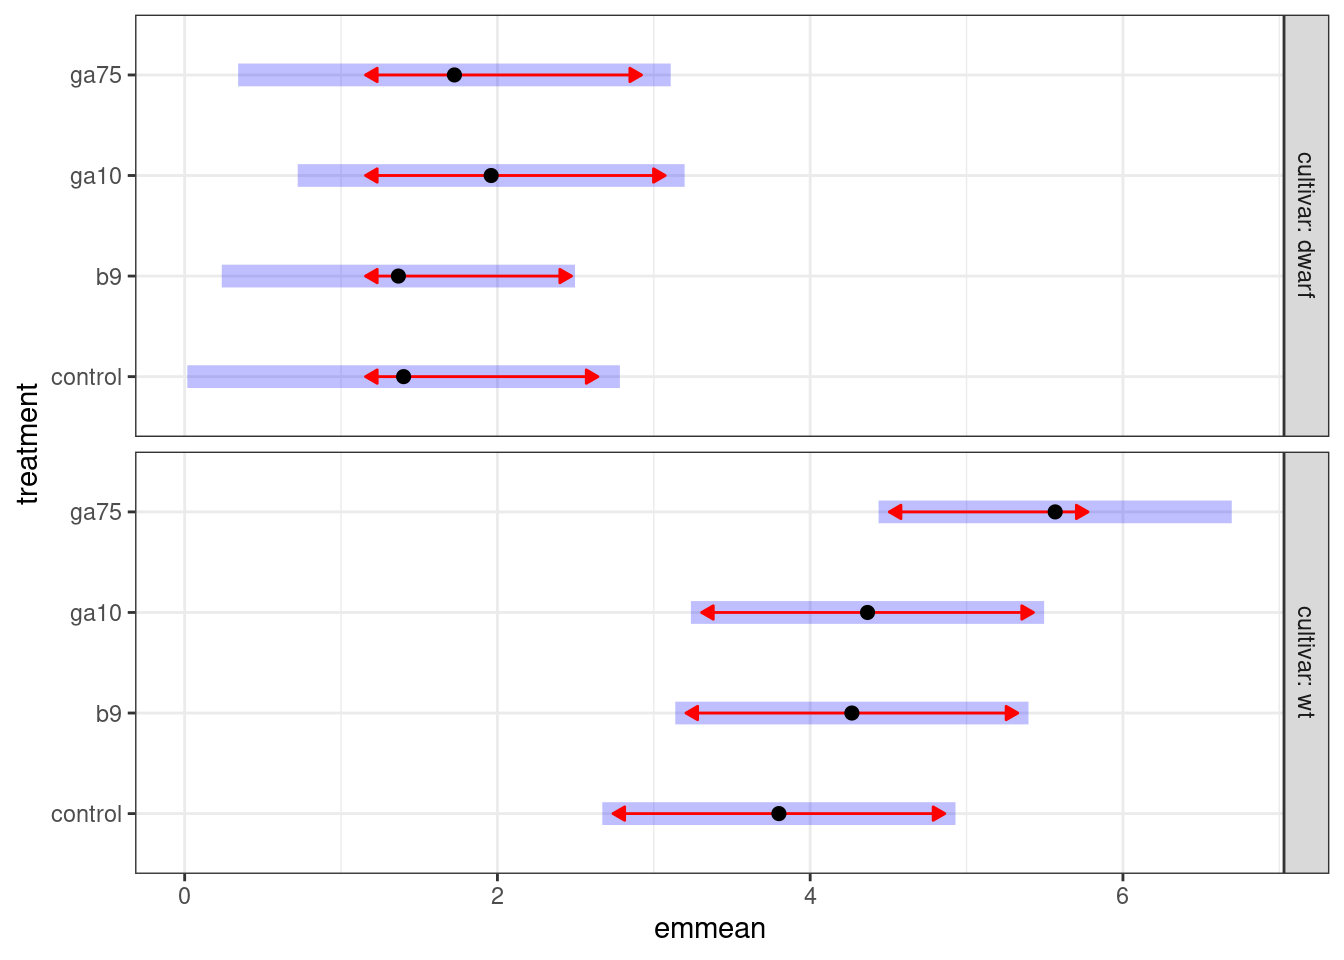 treatment
ga75
ga10
b9
control
cultivar: dwarf
ga75
ga10
b9
control
cultivar: wt
0 2 4 6
emmean